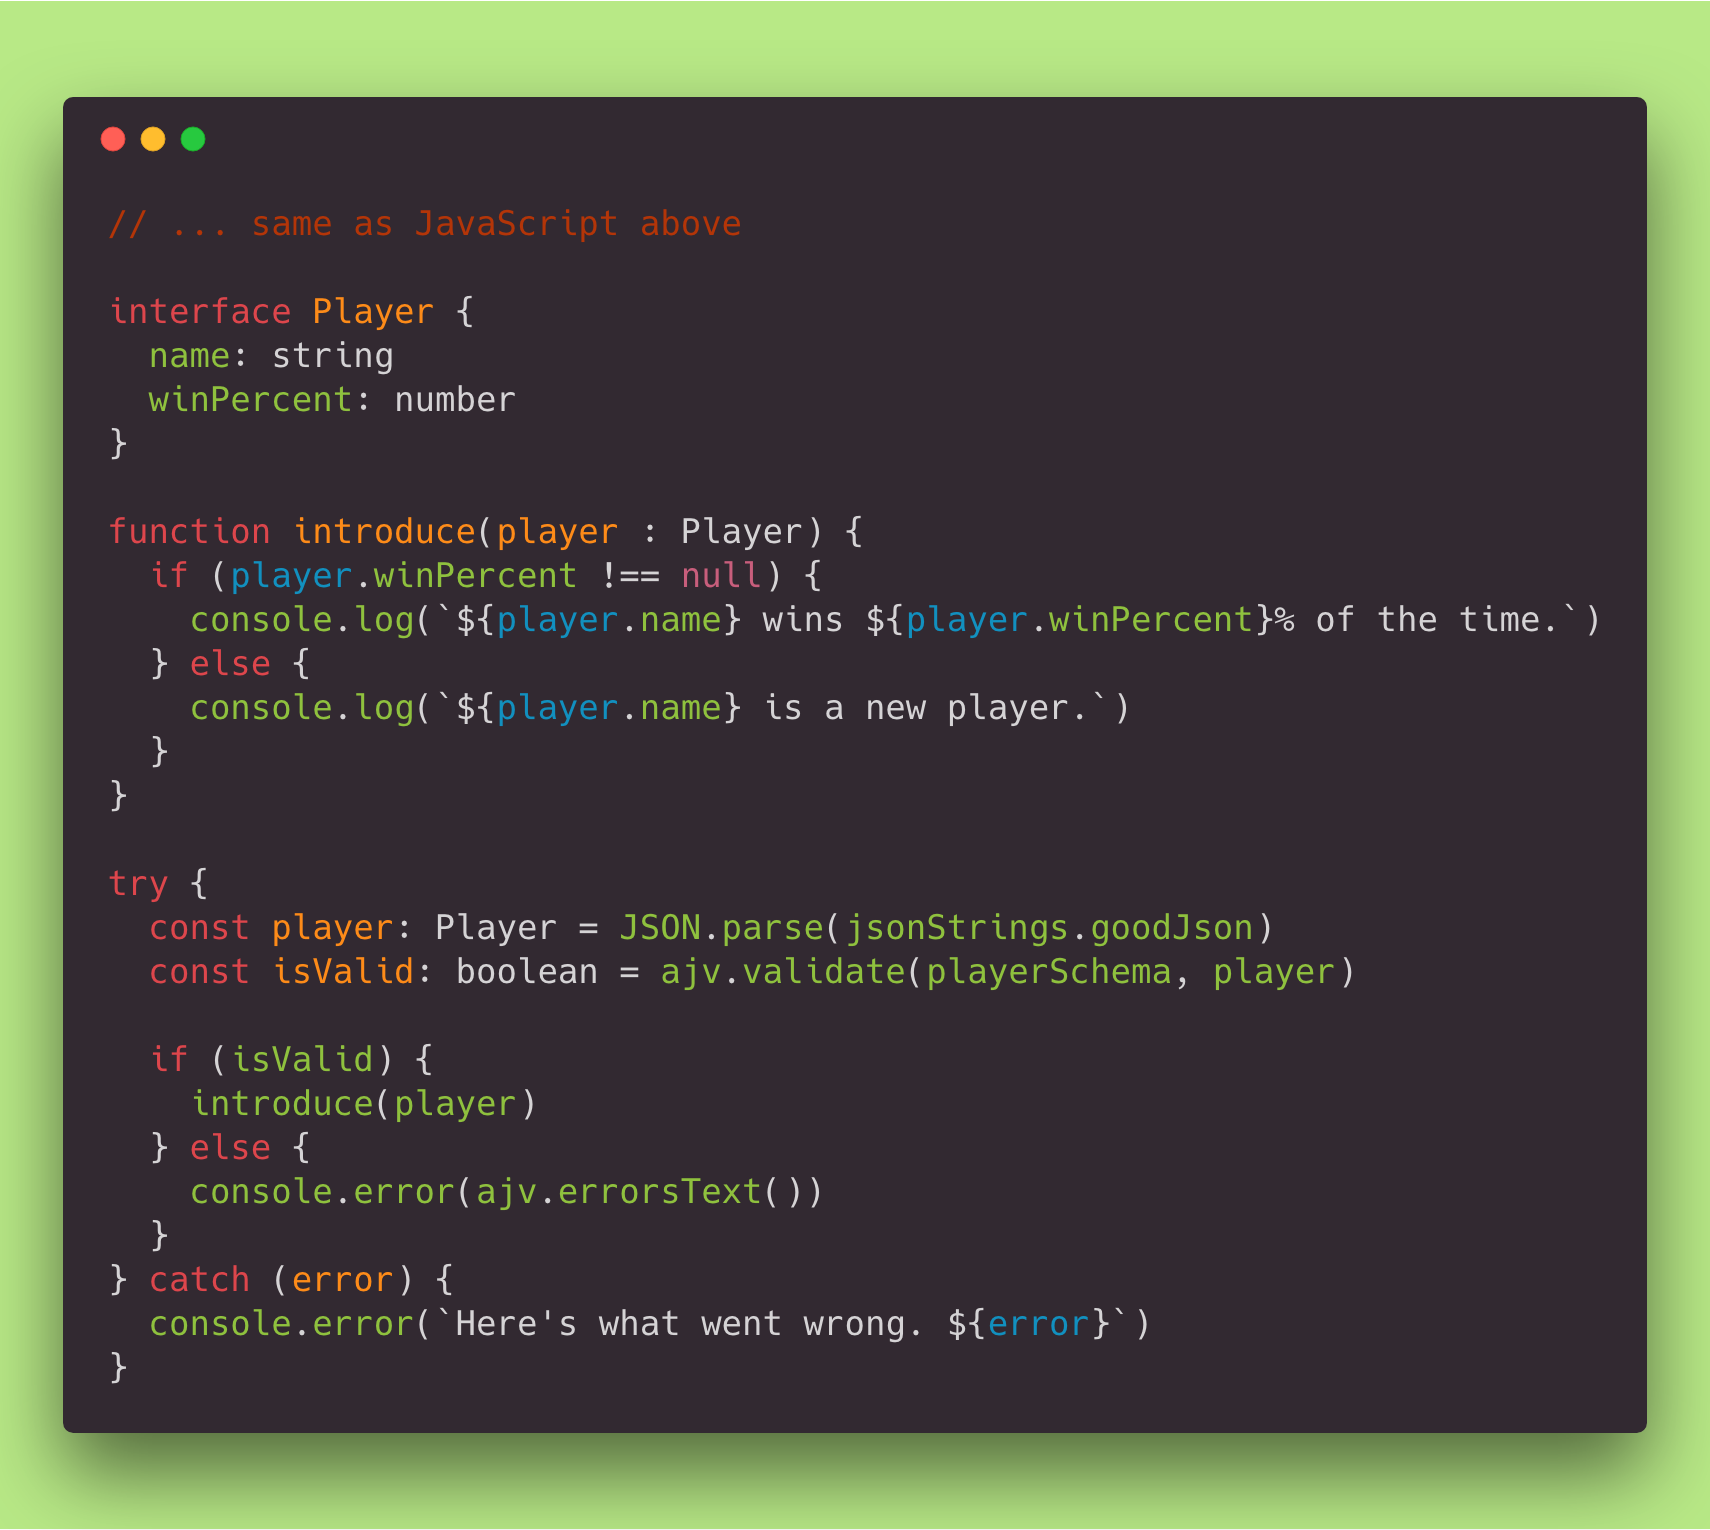 // ... same as JavaScript above

interface Player {
  name: string
  winPercent: number
}

function introduce(player : Player) {
  if (player.winPercent !== null) {
    console.log(`${player.name} wins ${player.winPercent}% of the time.`)
  } else {
    console.log(`${player.name} is a new player.`)
  }
}

try {
  const player: Player = JSON.parse(jsonStrings.goodJson)
  const isValid: boolean = ajv.validate(playerSchema, player)

  if (isValid) {
    introduce(player)
  } else {
    console.error(ajv.errorsText())
  }
} catch (error) {
  console.error(`Here's what went wrong. ${error}`)
}